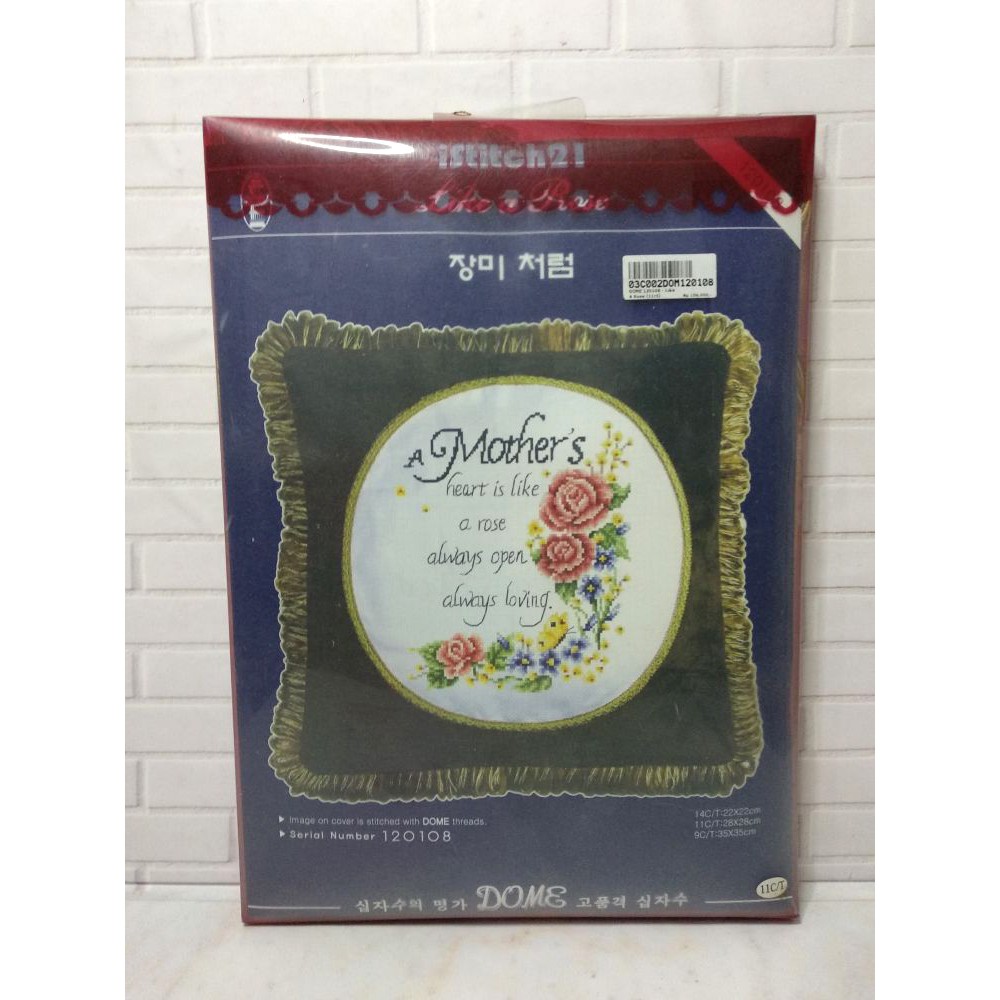 istitch21
Like a Rose
장미 처럼
03C002DOM120108
A Mother's
heart is like
a rose
always open
always loving.
▶ Image on cover is stitched with DOME threads.
▶ Serial Number 120108
14C/T:22X22cm
11C/T:28X28cm
9C/T:35X35cm
11C/T
십자수의 명가 DOME 고품격 십자수